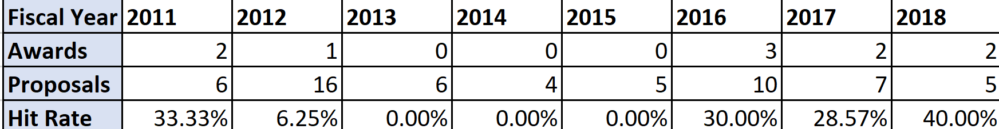 Fiscal Year 2011 2012 2013 2014 2015 2016 2017 2018
Awards 2 1 0 0 0 3 2 2
Proposals 6 16 6 4 5 10 7 5
Hit Rate 33.33% 6.25% 0.00% 0.00% 0.00% 30.00% 28.57% 40.00%